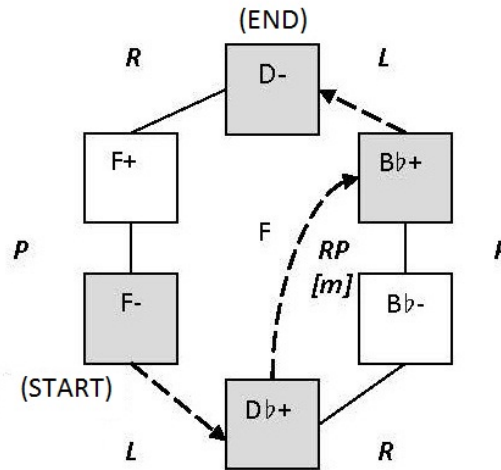 (END)
R
L
D-
F+
B♭+
F
P
RP
[m]
F-
B♭-
(START)
D♭+
L
R